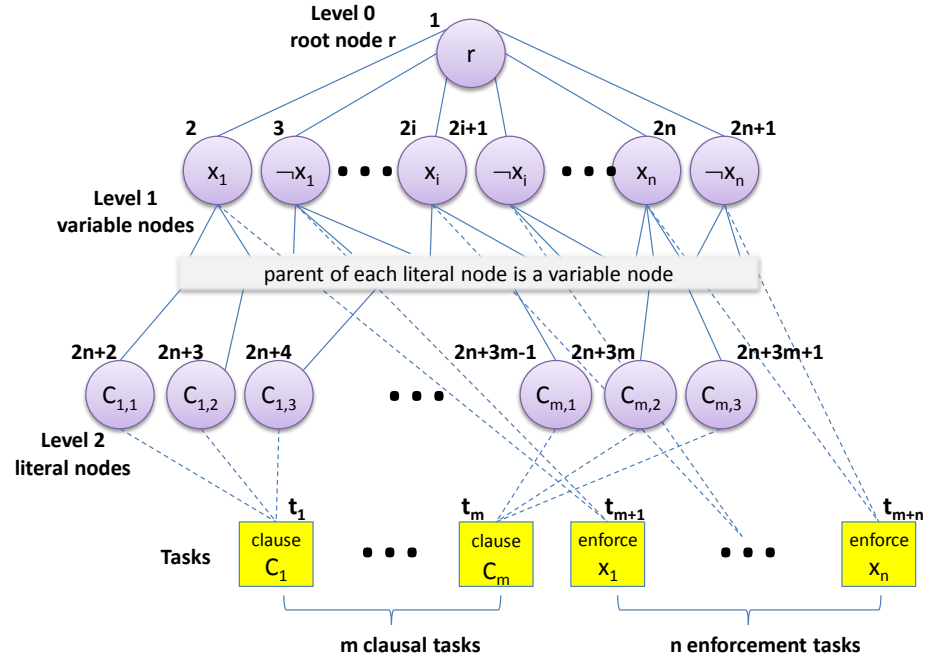 Level 0
root node r
1
r
2
3
2i
2i+1
2n
2n+1
x1
¬x1
xi
¬xi
xn
¬xn
Level 1
variable nodes
parent of each literal node is a variable node
2n+2
2n+3
2n+4
2n+3m-1
2n+3m
2n+3m+1
C1,1
C1,2
C1,3
Cm,1
Cm,2
Cm,3
Level 2
literal nodes
t1
tm
tm+1
tm+n
Tasks
clause
C1
clause
Cm
enforce
x1
enforce
xn
m clausal tasks
n enforcement tasks